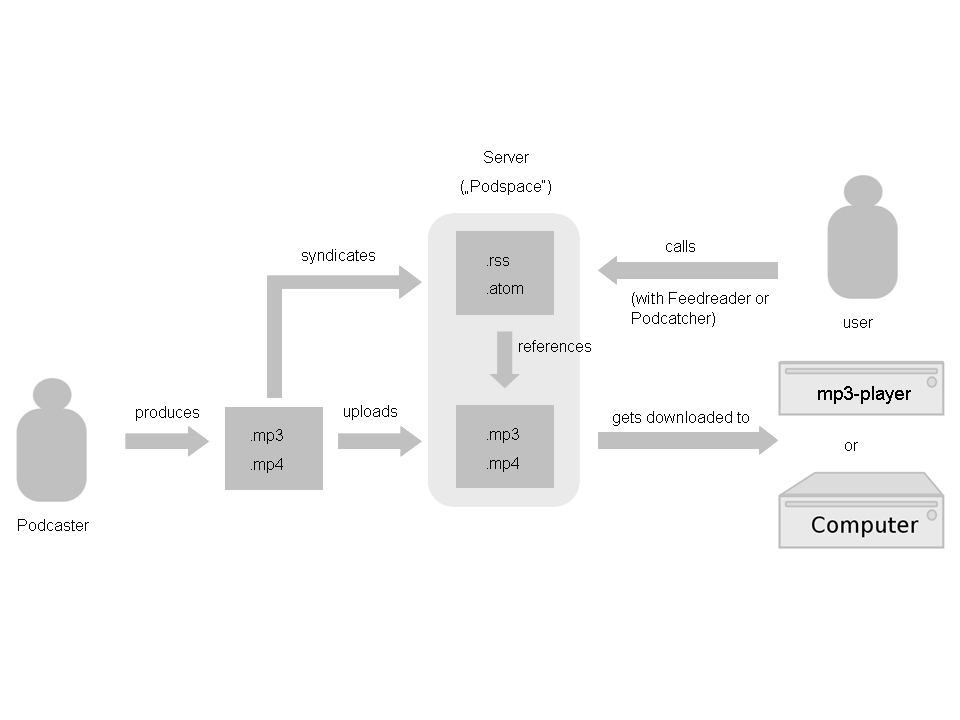 Server
(„Podspace“)
syndicates
.rss
.atom
calls
(with Feedreader or
Podcatcher)
user
references
produces
.mp3
.mp4
uploads
.mp3
.mp4
gets downloaded to
mp3-player
or
Computer
Podcaster